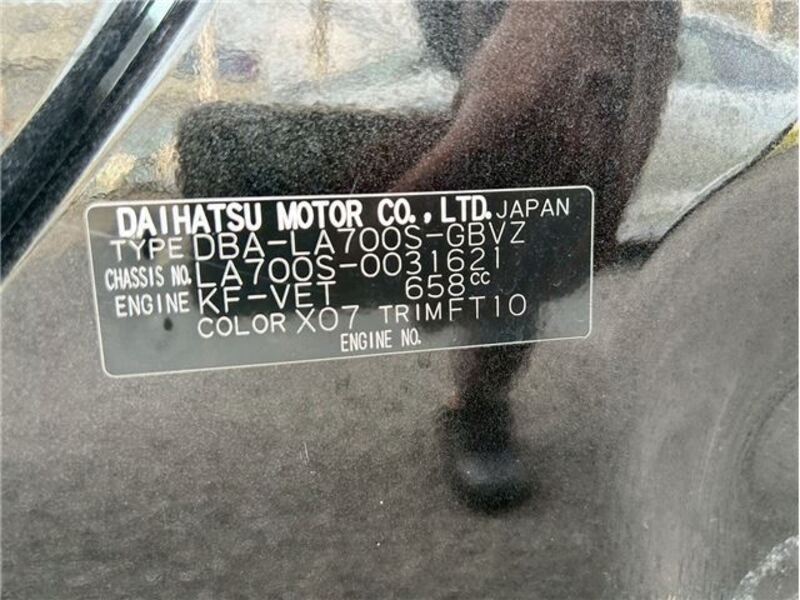 DAIHATSU MOTOR CO., LTD. JAPAN
TYPE DBA-LA700S-GBVZ
CHASSIS NO. LA700S-0031621
ENGINE KF-VET 658cc
COLOR X07 TRIM FT10
ENGINE NO.